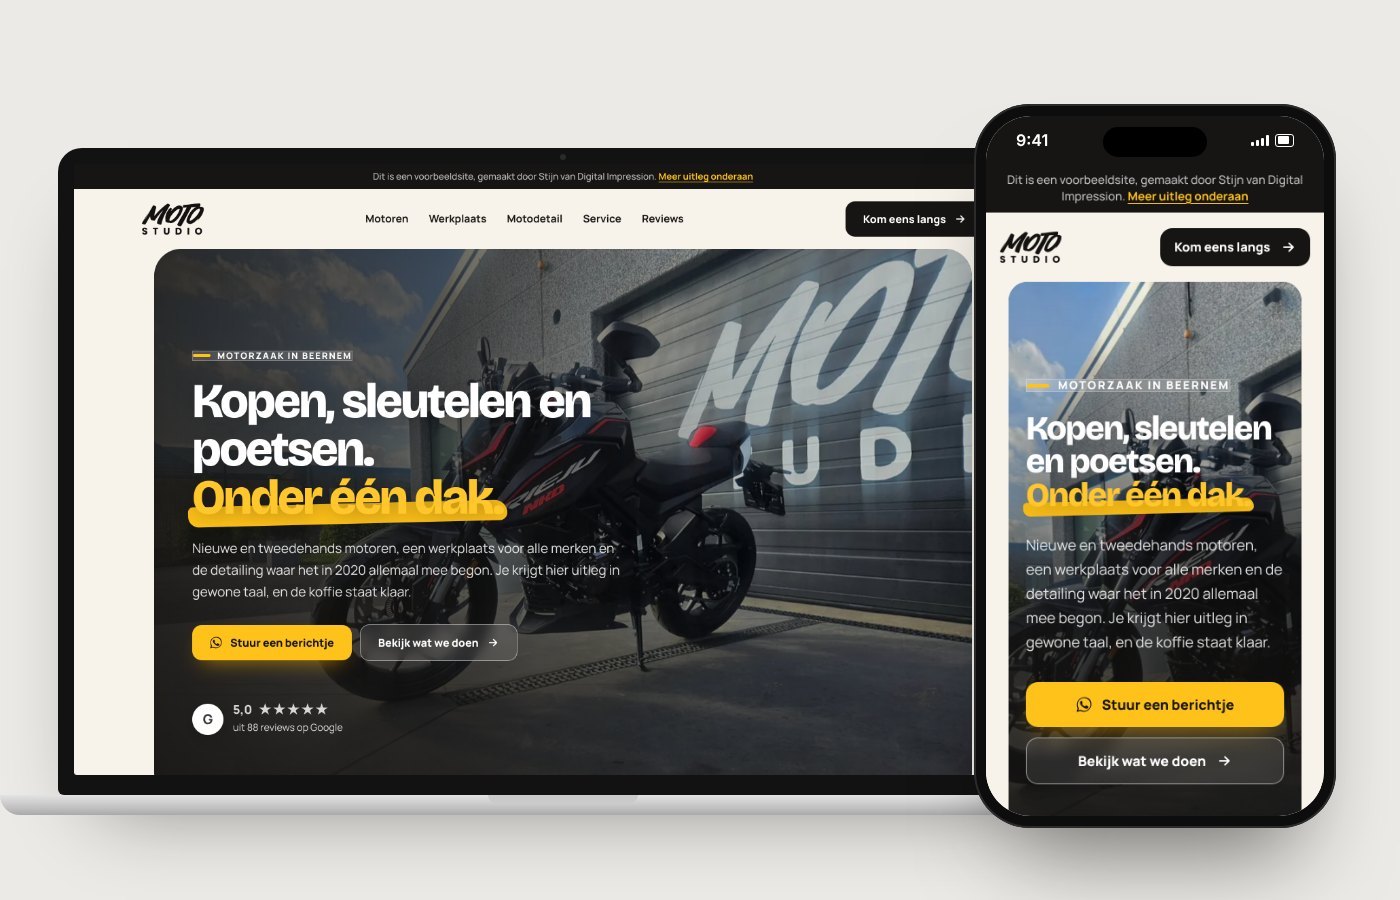 Dit is een voorbeeldsite, gemaakt door Stijn van Digital Impression. Meer uitleg onderaan
MOTO
STUDIO
Motoren Werkplaats Motodetail Service Reviews
Kom eens langs →
MOTORZAAK IN BEERNEM
Kopen, sleutelen en
poetsen.
Onder één dak.
Nieuwe en tweedehands motoren, een werkplaats voor alle merken en
de detailing waar het in 2020 allemaal mee begon. Je krijgt hier uitleg in
gewone taal, en de koffie staat klaar.
Stuur een berichtje
Bekijk wat we doen →
G
5,0 ★★★★★
uit 88 reviews op Google
MOT
UD
RIEJU
NKD
9:41
Dit is een voorbeeldsite, gemaakt door Stijn van Digital
Impression. Meer uitleg onderaan
MOTO
STUDIO
Kom eens langs →
MOTORZAAK IN BEERNEM
Kopen, sleutelen
en poetsen.
Onder één dak.
Nieuwe en tweedehands motoren,
een werkplaats voor alle merken en de
detailing waar het in 2020 allemaal
mee begon. Je krijgt hier uitleg in
gewone taal, en de koffie staat klaar.
Stuur een berichtje
Bekijk wat we doen →